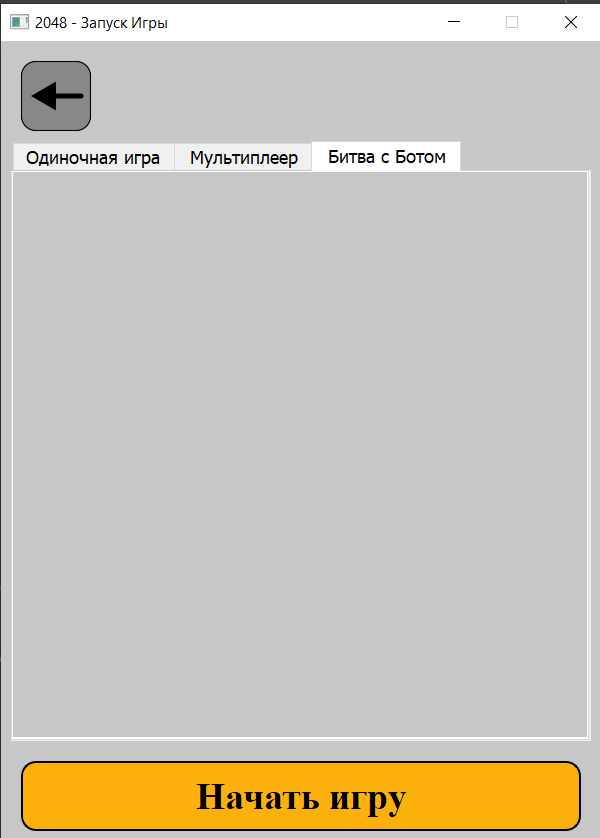 2048 - Запуск Игры
Одиночная игра
Мультиплеер
Битва с Ботом
Начать игру